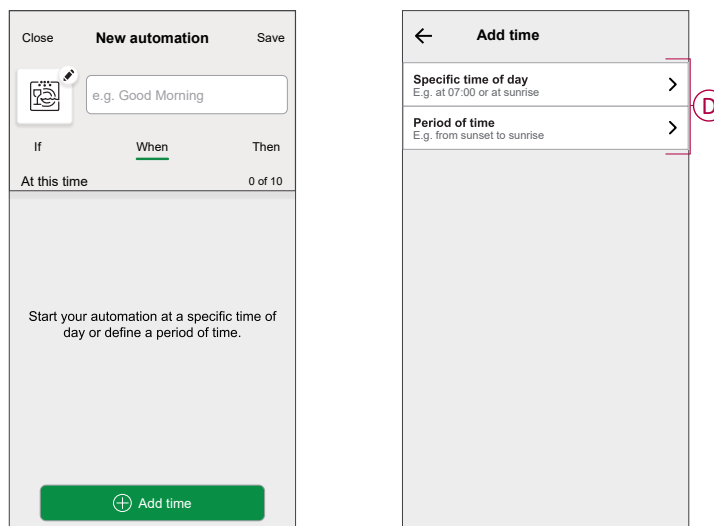 Close New automation Save
e.g. Good Morning
If When Then
At this time 0 of 10
Start your automation at a specific time of
day or define a period of time.
Add time
Add time
Specific time of day
E.g. at 07:00 or at sunrise
Period of time
E.g. from sunset to sunrise
D